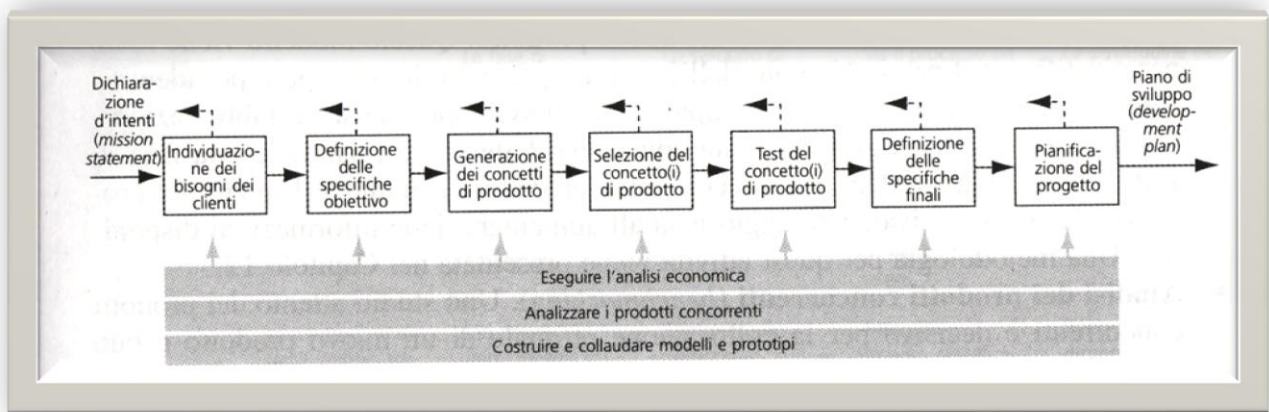 Dichiara-
zione
d'intenti
(mission
statement)
Individuazio-
ne dei
bisogni dei
clienti
Definizione
delle
specifiche
obiettivo
Generazione
dei concetti
di prodotto
Selezione del
concetto(i)
di prodotto
Test del
concetto(i)
di prodotto
Definizione
delle
specifiche
finali
Pianifica-
zione del
progetto
Piano di
sviluppo
(develop-
ment
plan)
Eseguire l'analisi economica
Analizzare i prodotti concorrenti
Costruire e collaudare modelli e prototipi